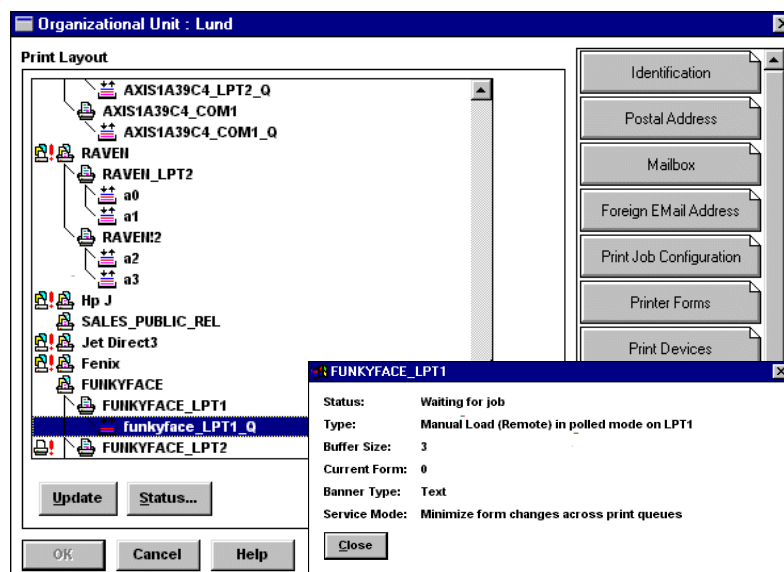 Organizational Unit : Lund
Print Layout
AXIS1A39C4_LPT2_Q
AXIS1A39C4_COM1
AXIS1A39C4_COM1_Q
RAVEN
RAVEN_LPT2
a0
a1
RAVEN!2
a2
a3
Hp J
SALES_PUBLIC_REL
Jet Direct3
Fenix
FUNKYFACE
FUNKYFACE_LPT1
funkyface_LPT1_Q
FUNKYFACE_LPT2
Update
Status...
OK
Cancel
Help
Identification
Postal Address
Mailbox
Foreign EMail Address
Print Job Configuration
Printer Forms
Print Devices
FUNKYFACE_LPT1
Status: Waiting for job
Type: Manual Load (Remote) in polled mode on LPT1
Buffer Size: 3
Current Form: 0
Banner Type: Text
Service Mode: Minimize form changes across print queues
Close